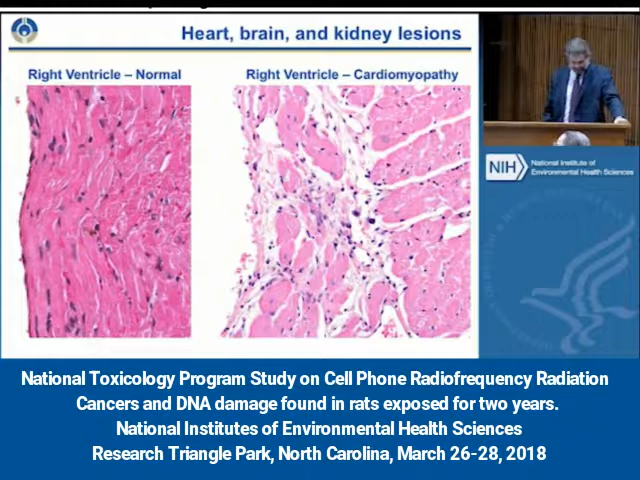 Heart, brain, and kidney lesions
Right Ventricle – Normal
Right Ventricle – Cardiomyopathy
NIH
National Institute of
Environmental Health Sciences
National Toxicology Program Study on Cell Phone Radiofrequency Radiation
Cancers and DNA damage found in rats exposed for two years.
National Institutes of Environmental Health Sciences
Research Triangle Park, North Carolina, March 26-28, 2018